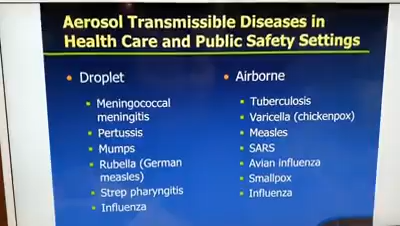 Aerosol Transmissible Diseases in
Health Care and Public Safety Settings
Droplet
Meningococcal
meningitis
Pertussis
Mumps
Rubella (German
measles)
Strep pharyngitis
Influenza
Airborne
Tuberculosis
Varicella (chickenpox)
Measles
SARS
Avian influenza
Smallpox
Influenza